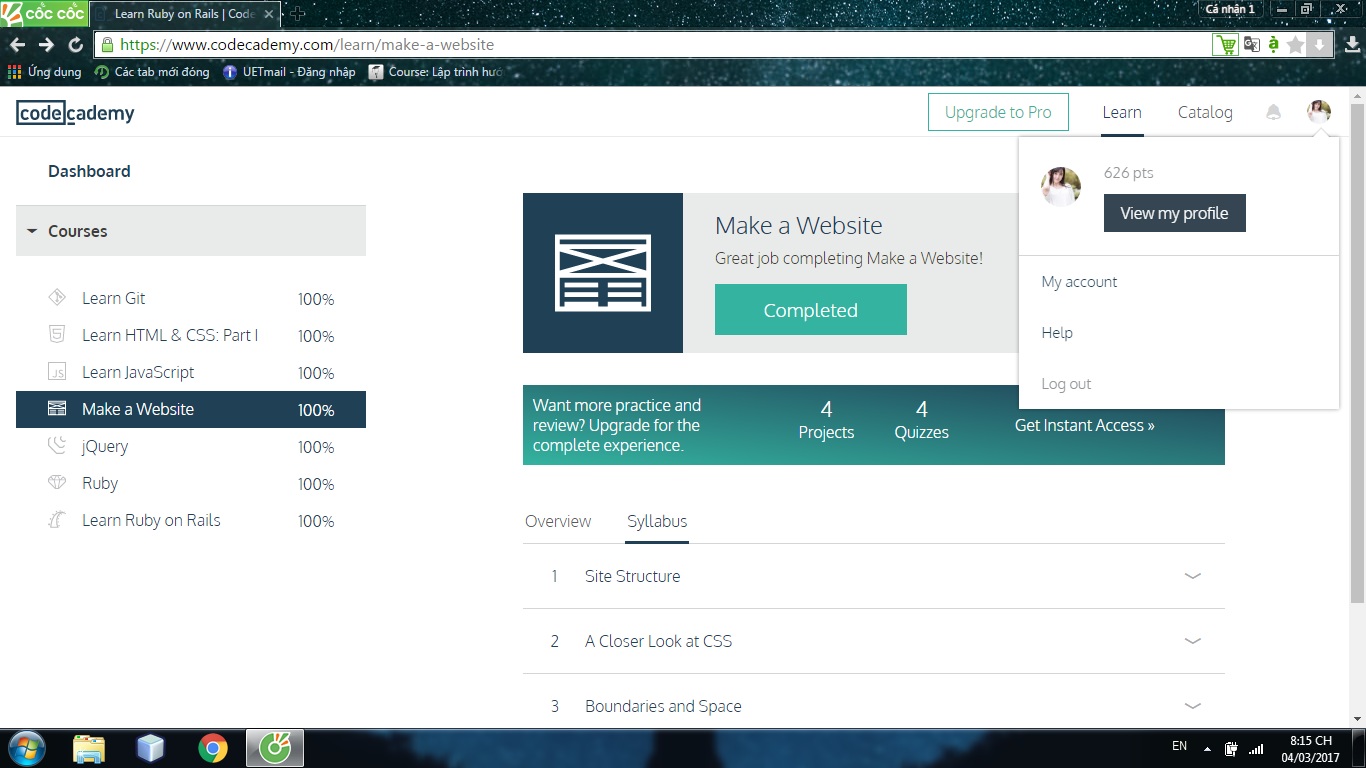 CỐC CỐC
Learn Ruby on Rails | Code
Cá nhân 1
https://www.codecademy.com/learn/make-a-website
Ứng dụng
Các tab mới đóng
UETmail - Đăng nhập
Course: Lập trình hướ
codecademy
Upgrade to Pro
Learn
Catalog
Dashboard
626 pts
View my profile
My account
Help
Log out
Courses
Learn Git 100%
Learn HTML & CSS: Part I 100%
JS Learn JavaScript 100%
Make a Website 100%
jQuery 100%
Ruby 100%
Learn Ruby on Rails 100%
Make a Website
Great job completing Make a Website!
Completed
Want more practice and
review? Upgrade for the
complete experience.
4
Projects
4
Quizzes
Get Instant Access »
Overview
Syllabus
1 Site Structure
2 A Closer Look at CSS
3 Boundaries and Space
EN
8:15 CH
04/03/2017